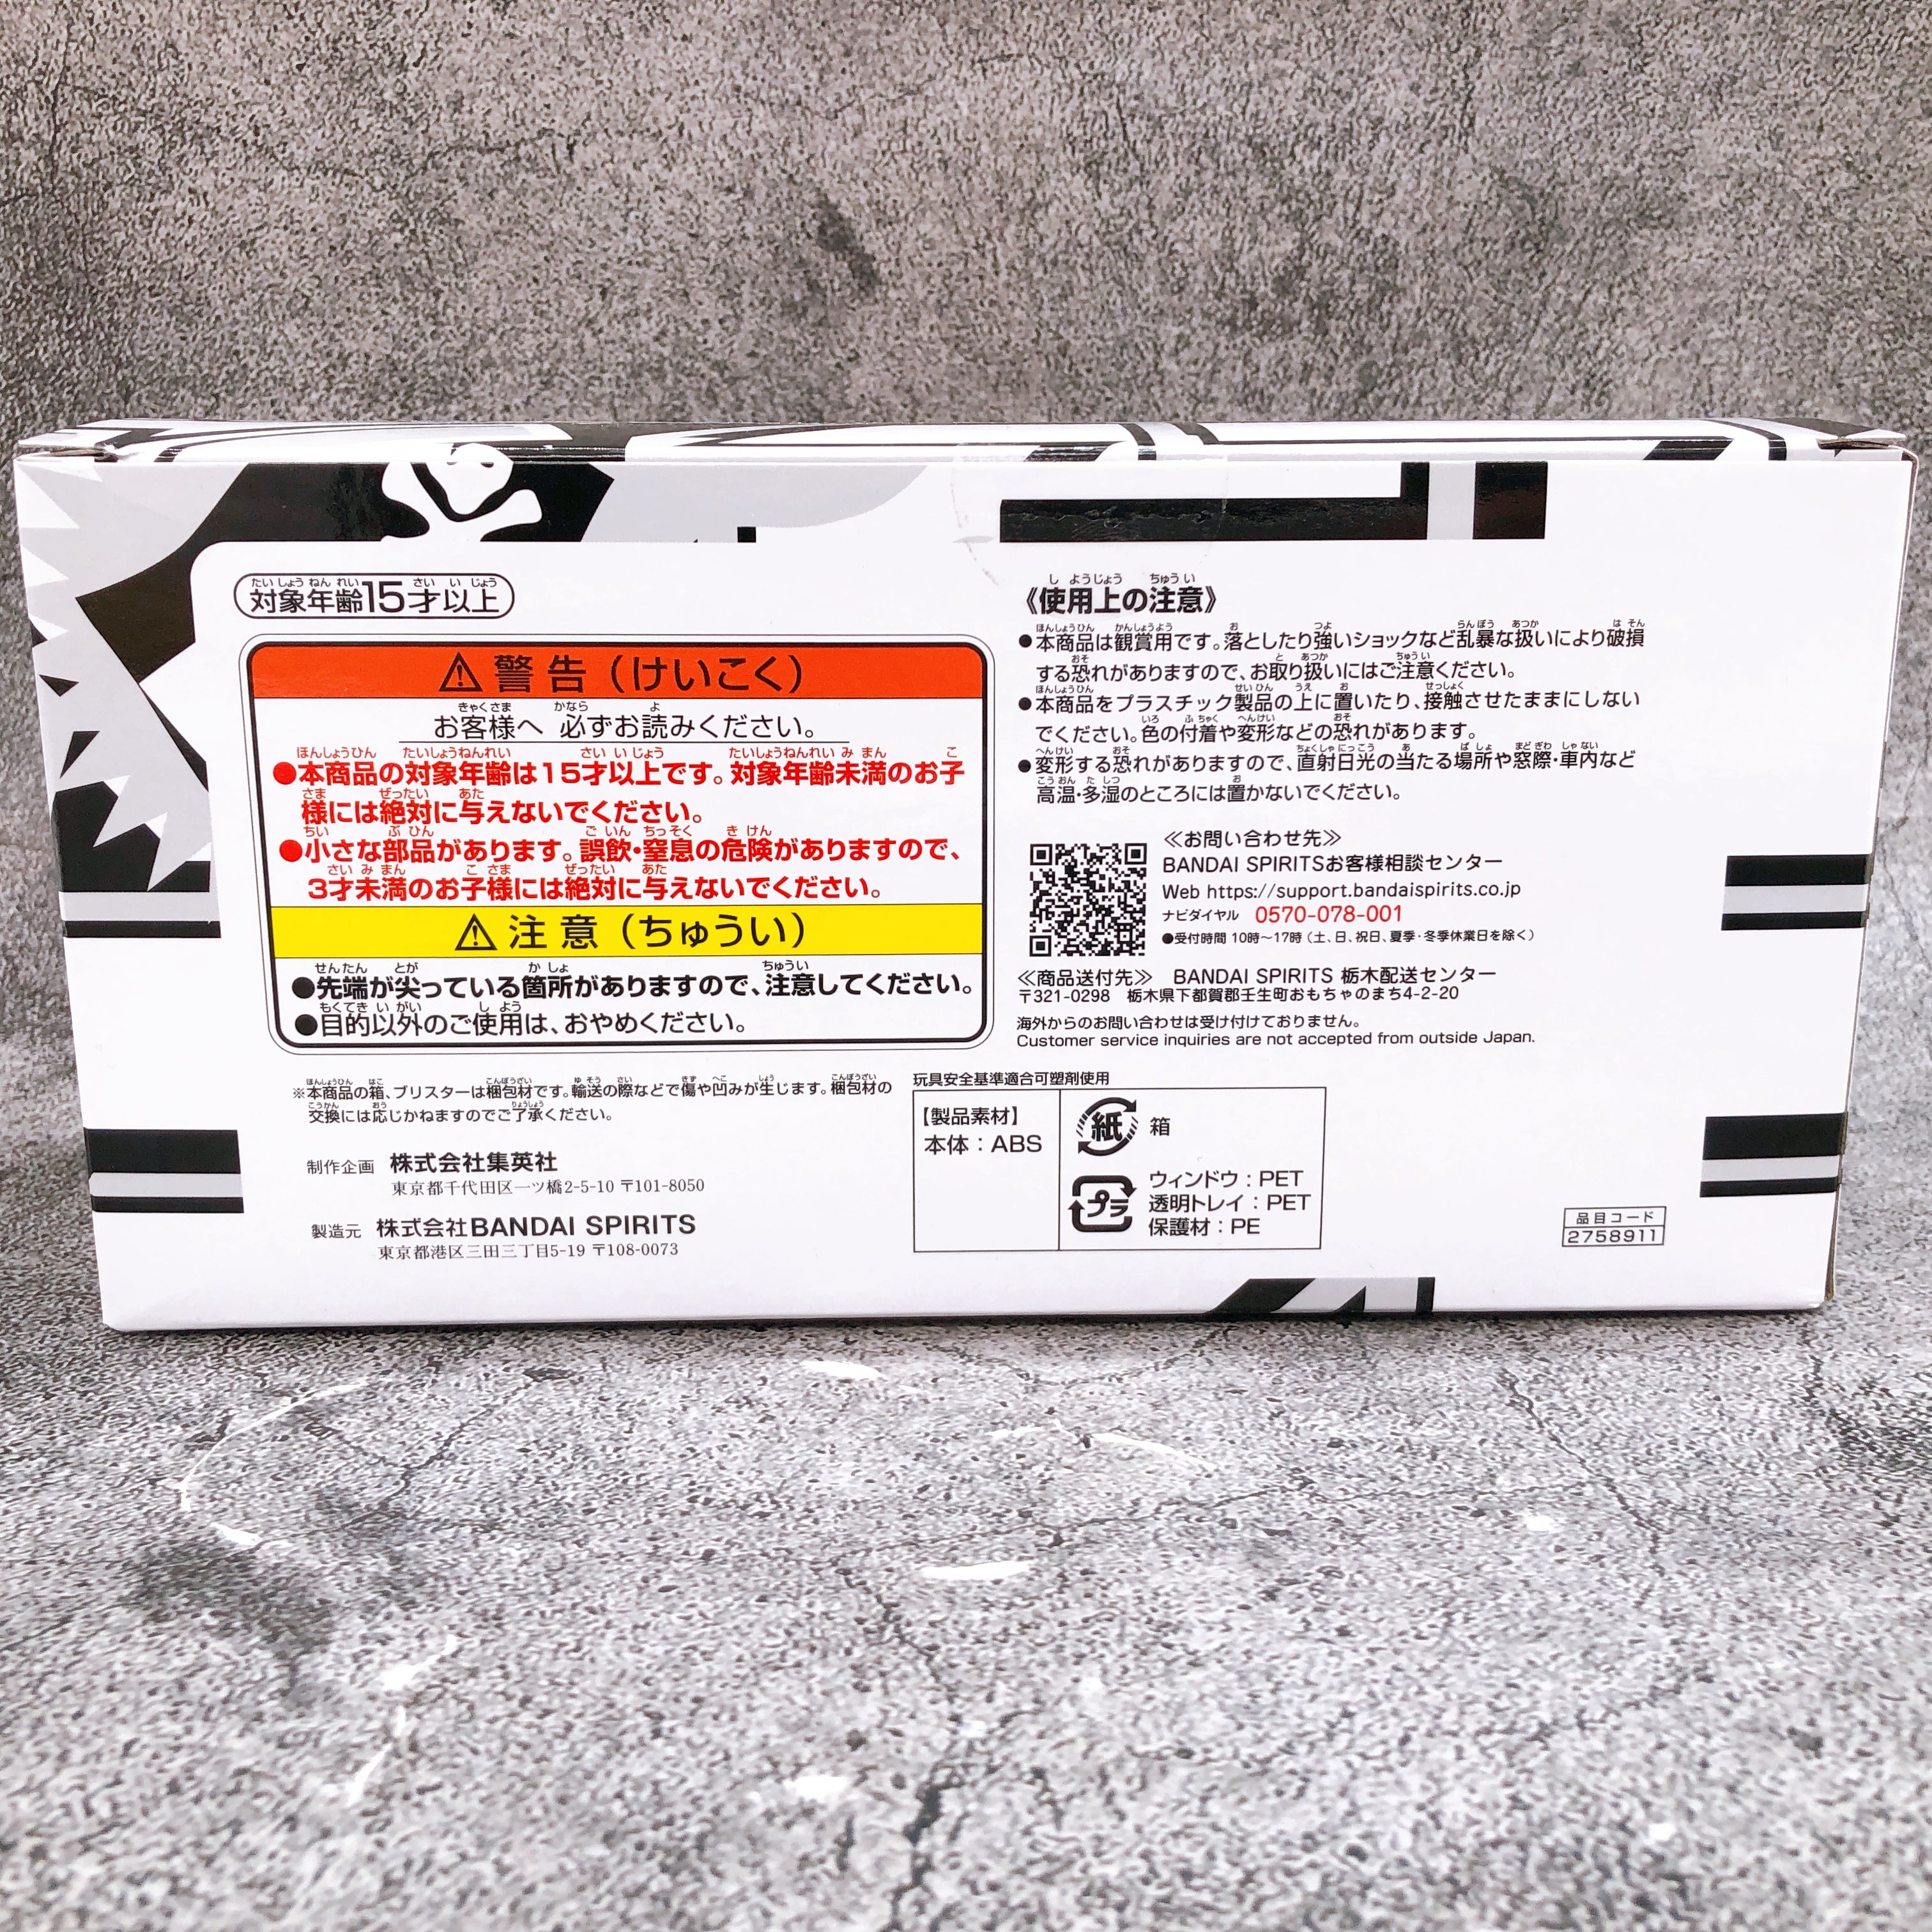 対象年齢15才以上
⚠警告（けいこく）
お客様へ 必ずお読みください。
●本商品の対象年齢は15才以上です。対象年齢未満のお子
様には絶対に与えないでください。
●小さな部品があります。誤飲・窒息の危険がありますので、
3才未満のお子様には絶対に与えないでください。
⚠注意（ちゅうい）
●先端が尖っている箇所がありますので、注意してください。
●目的以外のご使用は、おやめください。
※本商品の箱、ブリスターは梱包材です。輸送の際などで傷や凹みが生じます。梱包材の
交換には応じかねますのでご了承ください。
制作企画 株式会社集英社
東京都千代田区一ツ橋2-5-10 〒101-8050
製造元 株式会社BANDAI SPIRITS
東京都港区三田三丁目5-19 〒108-0073
《使用上の注意》
●本商品は観賞用です。落としたり強いショックなど乱暴な扱いにより破損
する恐れがありますので、お取り扱いにはご注意ください。
●本商品をプラスチック製品の上に置いたり、接触させたままにしない
でください。色の付着や変形などの恐れがあります。
●変形する恐れがありますので、直射日光の当たる場所や窓際・車内など
高温・多湿のところには置かないでください。
≪お問い合わせ先≫
BANDAI SPIRITSお客様相談センター
Web https://support.bandaispirits.co.jp
ナビダイヤル 0570-078-001
●受付時間 10時～17時（土、日、祝日、夏季・冬季休業日を除く）
≪商品送付先≫ BANDAI SPIRITS 栃木配送センター
〒321-0298 栃木県下都賀郡壬生町おもちゃのまち4-2-20
海外からのお問い合わせは受け付けておりません。
Customer service inquiries are not accepted from outside Japan.
玩具安全基準適合可塑剤使用
【製品素材】
本体：ABS
紙 箱
プラ
ウィンドウ：PET
透明トレイ：PET
保護材：PE
品目コード
2758911